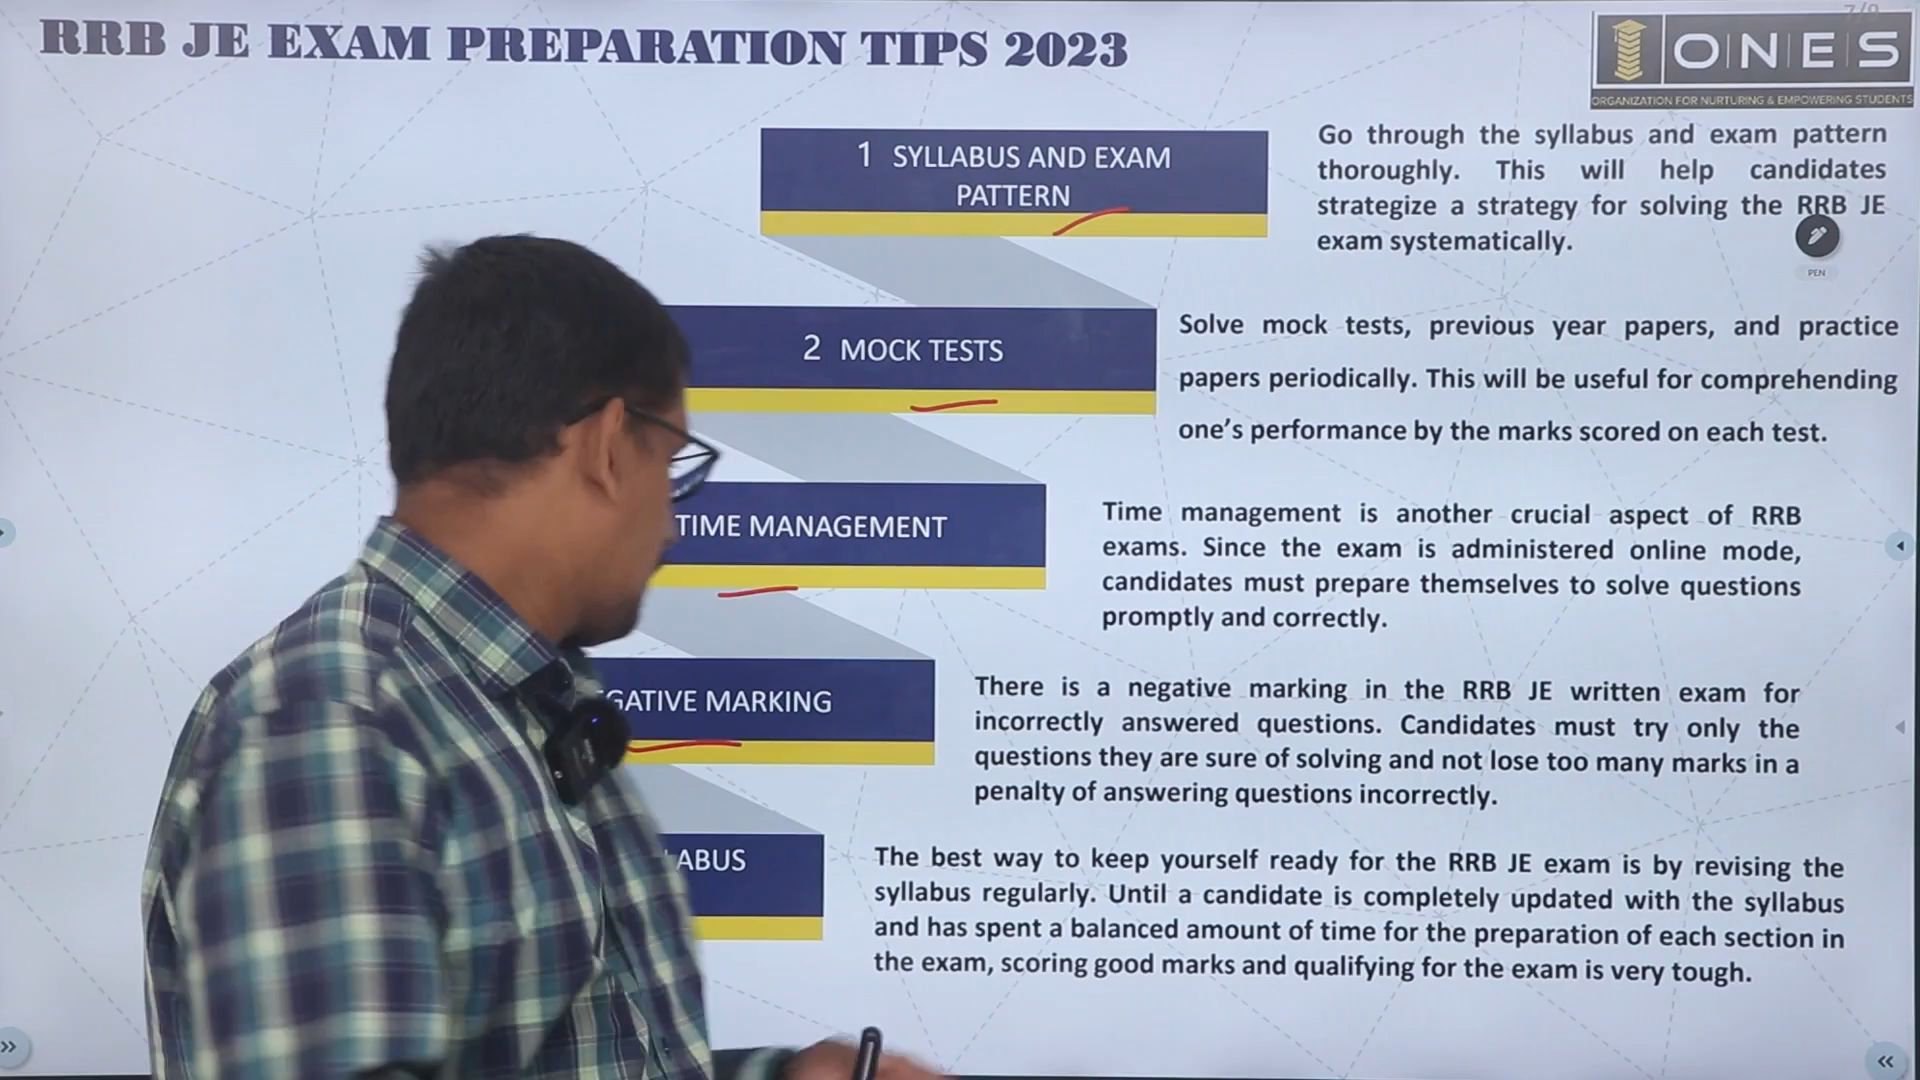 RRB JE EXAM PREPARATION TIPS 2023
O|N|E|S
ORGANIZATION FOR NURTURING & EMPOWERING STUDENTS
1 SYLLABUS AND EXAM
PATTERN
Go through the syllabus and exam pattern
thoroughly. This will help candidates
strategize a strategy for solving the RRB JE
exam systematically.
PEN
2 MOCK TESTS
Solve mock tests, previous year papers, and practice
papers periodically. This will be useful for comprehending
one's performance by the marks scored on each test.
TIME MANAGEMENT
Time management is another crucial aspect of RRB
exams. Since the exam is administered online mode,
candidates must prepare themselves to solve questions
promptly and correctly.
GATIVE MARKING
There is a negative marking in the RRB JE written exam for
incorrectly answered questions. Candidates must try only the
questions they are sure of solving and not lose too many marks in a
penalty of answering questions incorrectly.
ABUS
The best way to keep yourself ready for the RRB JE exam is by revising the
syllabus regularly. Until a candidate is completely updated with the syllabus
and has spent a balanced amount of time for the preparation of each section in
the exam, scoring good marks and qualifying for the exam is very tough.